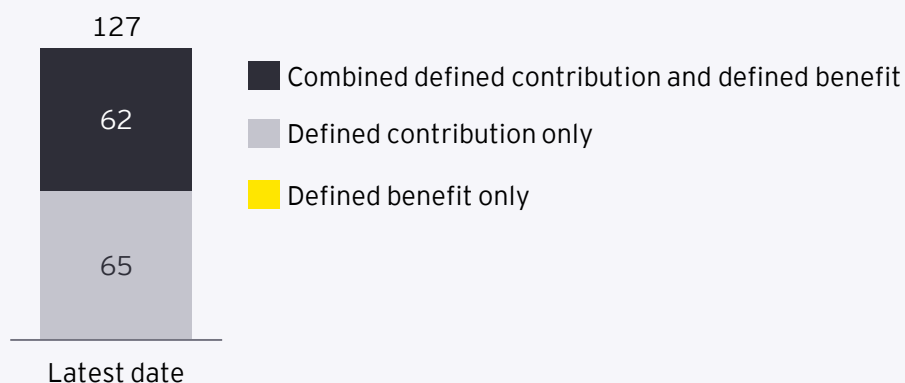 127
62
65
Latest date
Combined defined contribution and defined benefit
Defined contribution only
Defined benefit only